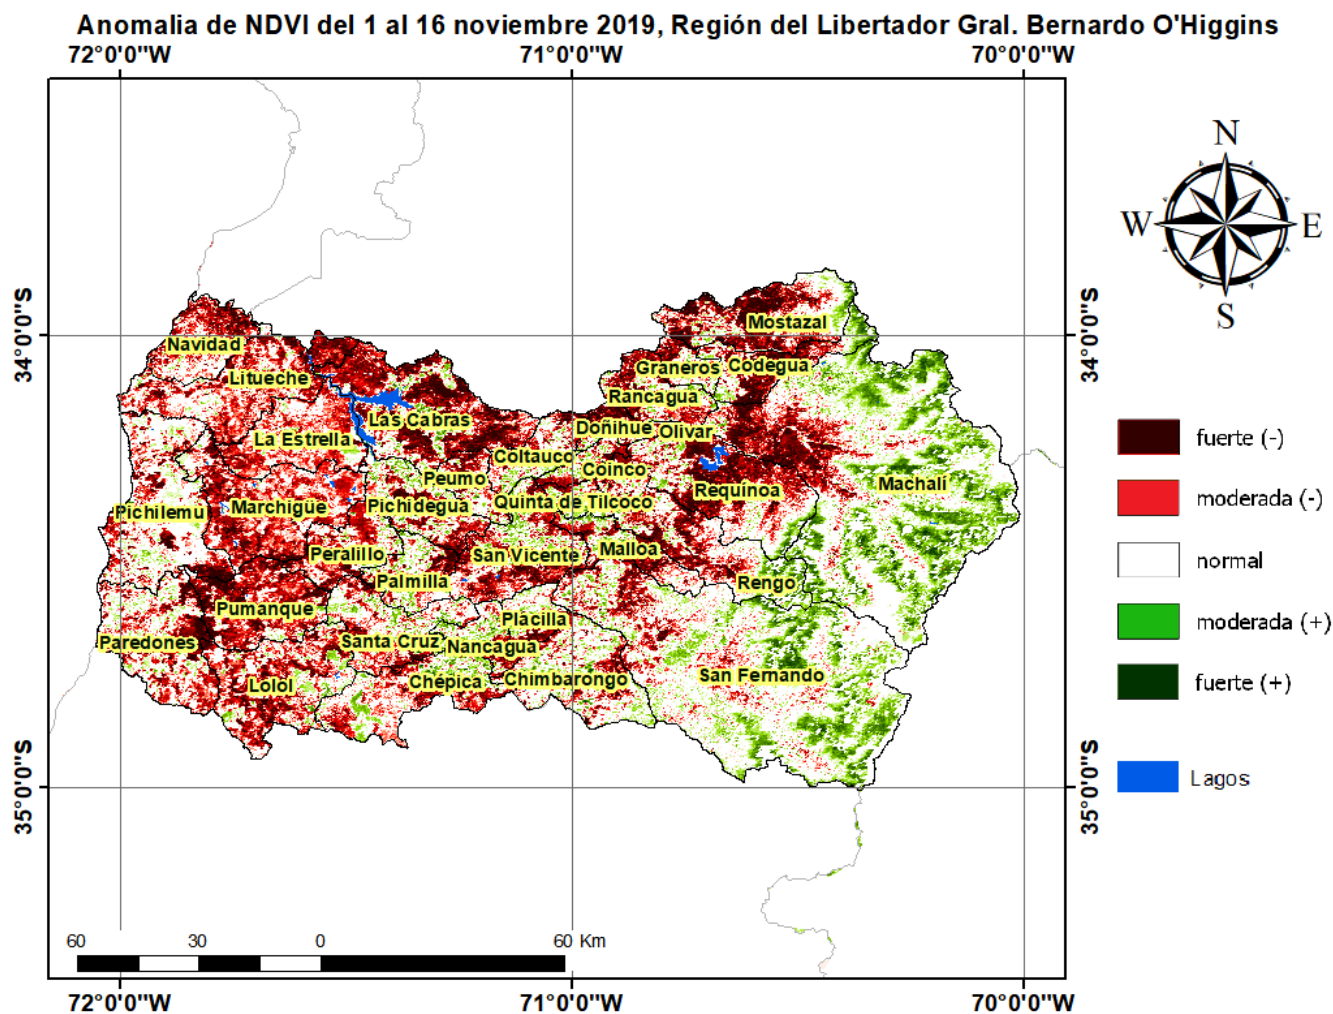 Anomalia de NDVI del 1 al 16 noviembre 2019, Región del Libertador Gral. Bernardo O'Higgins
72°0'0"W 71°0'0"W 70°0'0"W
N
W E
S
34°0'0"S 34°0'0"S
Mostazal
Navidad
Graneros Codegua
Litueche
Rancagua
Las Cabras
Doñihue Olivar
La Estrella
Coltauco
Coinco
Peumo
Machalí
Requinoa
Quinta de Tilcoco
Pichidegua
Marchigue
Pichilemu
Malloa
San Vicente
Peralillo
Palmilla
Rengo
Pumanque
Placilla
Paredones
Santa Cruz
Nancagua
San Fernando
Chimbarongo
Chépica
Lolol
35°0'0"S 35°0'0"S
fuerte (-)
moderada (-)
normal
moderada (+)
fuerte (+)
Lagos
60 30 0 60 Km
72°0'0"W 71°0'0"W 70°0'0"W